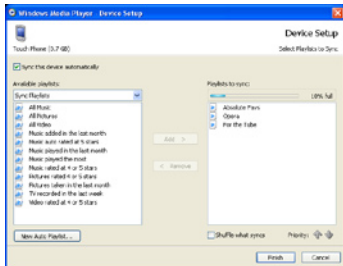 Windows Media Player - Device Setup
Device Setup
Touch Phone (3.7 GB)
Select Playlists to Sync
Sync this device automatically
Available playlists:
Playlists to sync:
Sync Playlists
18% full
All Music
All Pictures
All Video
Music added in the last month
Music auto rated at 5 stars
Music played in the last month
Music played the most
Music rated at 4 or 5 stars
Pictures rated at 4 or 5 stars
Pictures taken in the last month
TV recorded in the last week
Video rated at 4 or 5 stars
Absolute Favs
Opera
For the Tube
Add >
< Remove
New Auto Playlist...
Shuffle what syncs
Priority:
Finish
Cancel